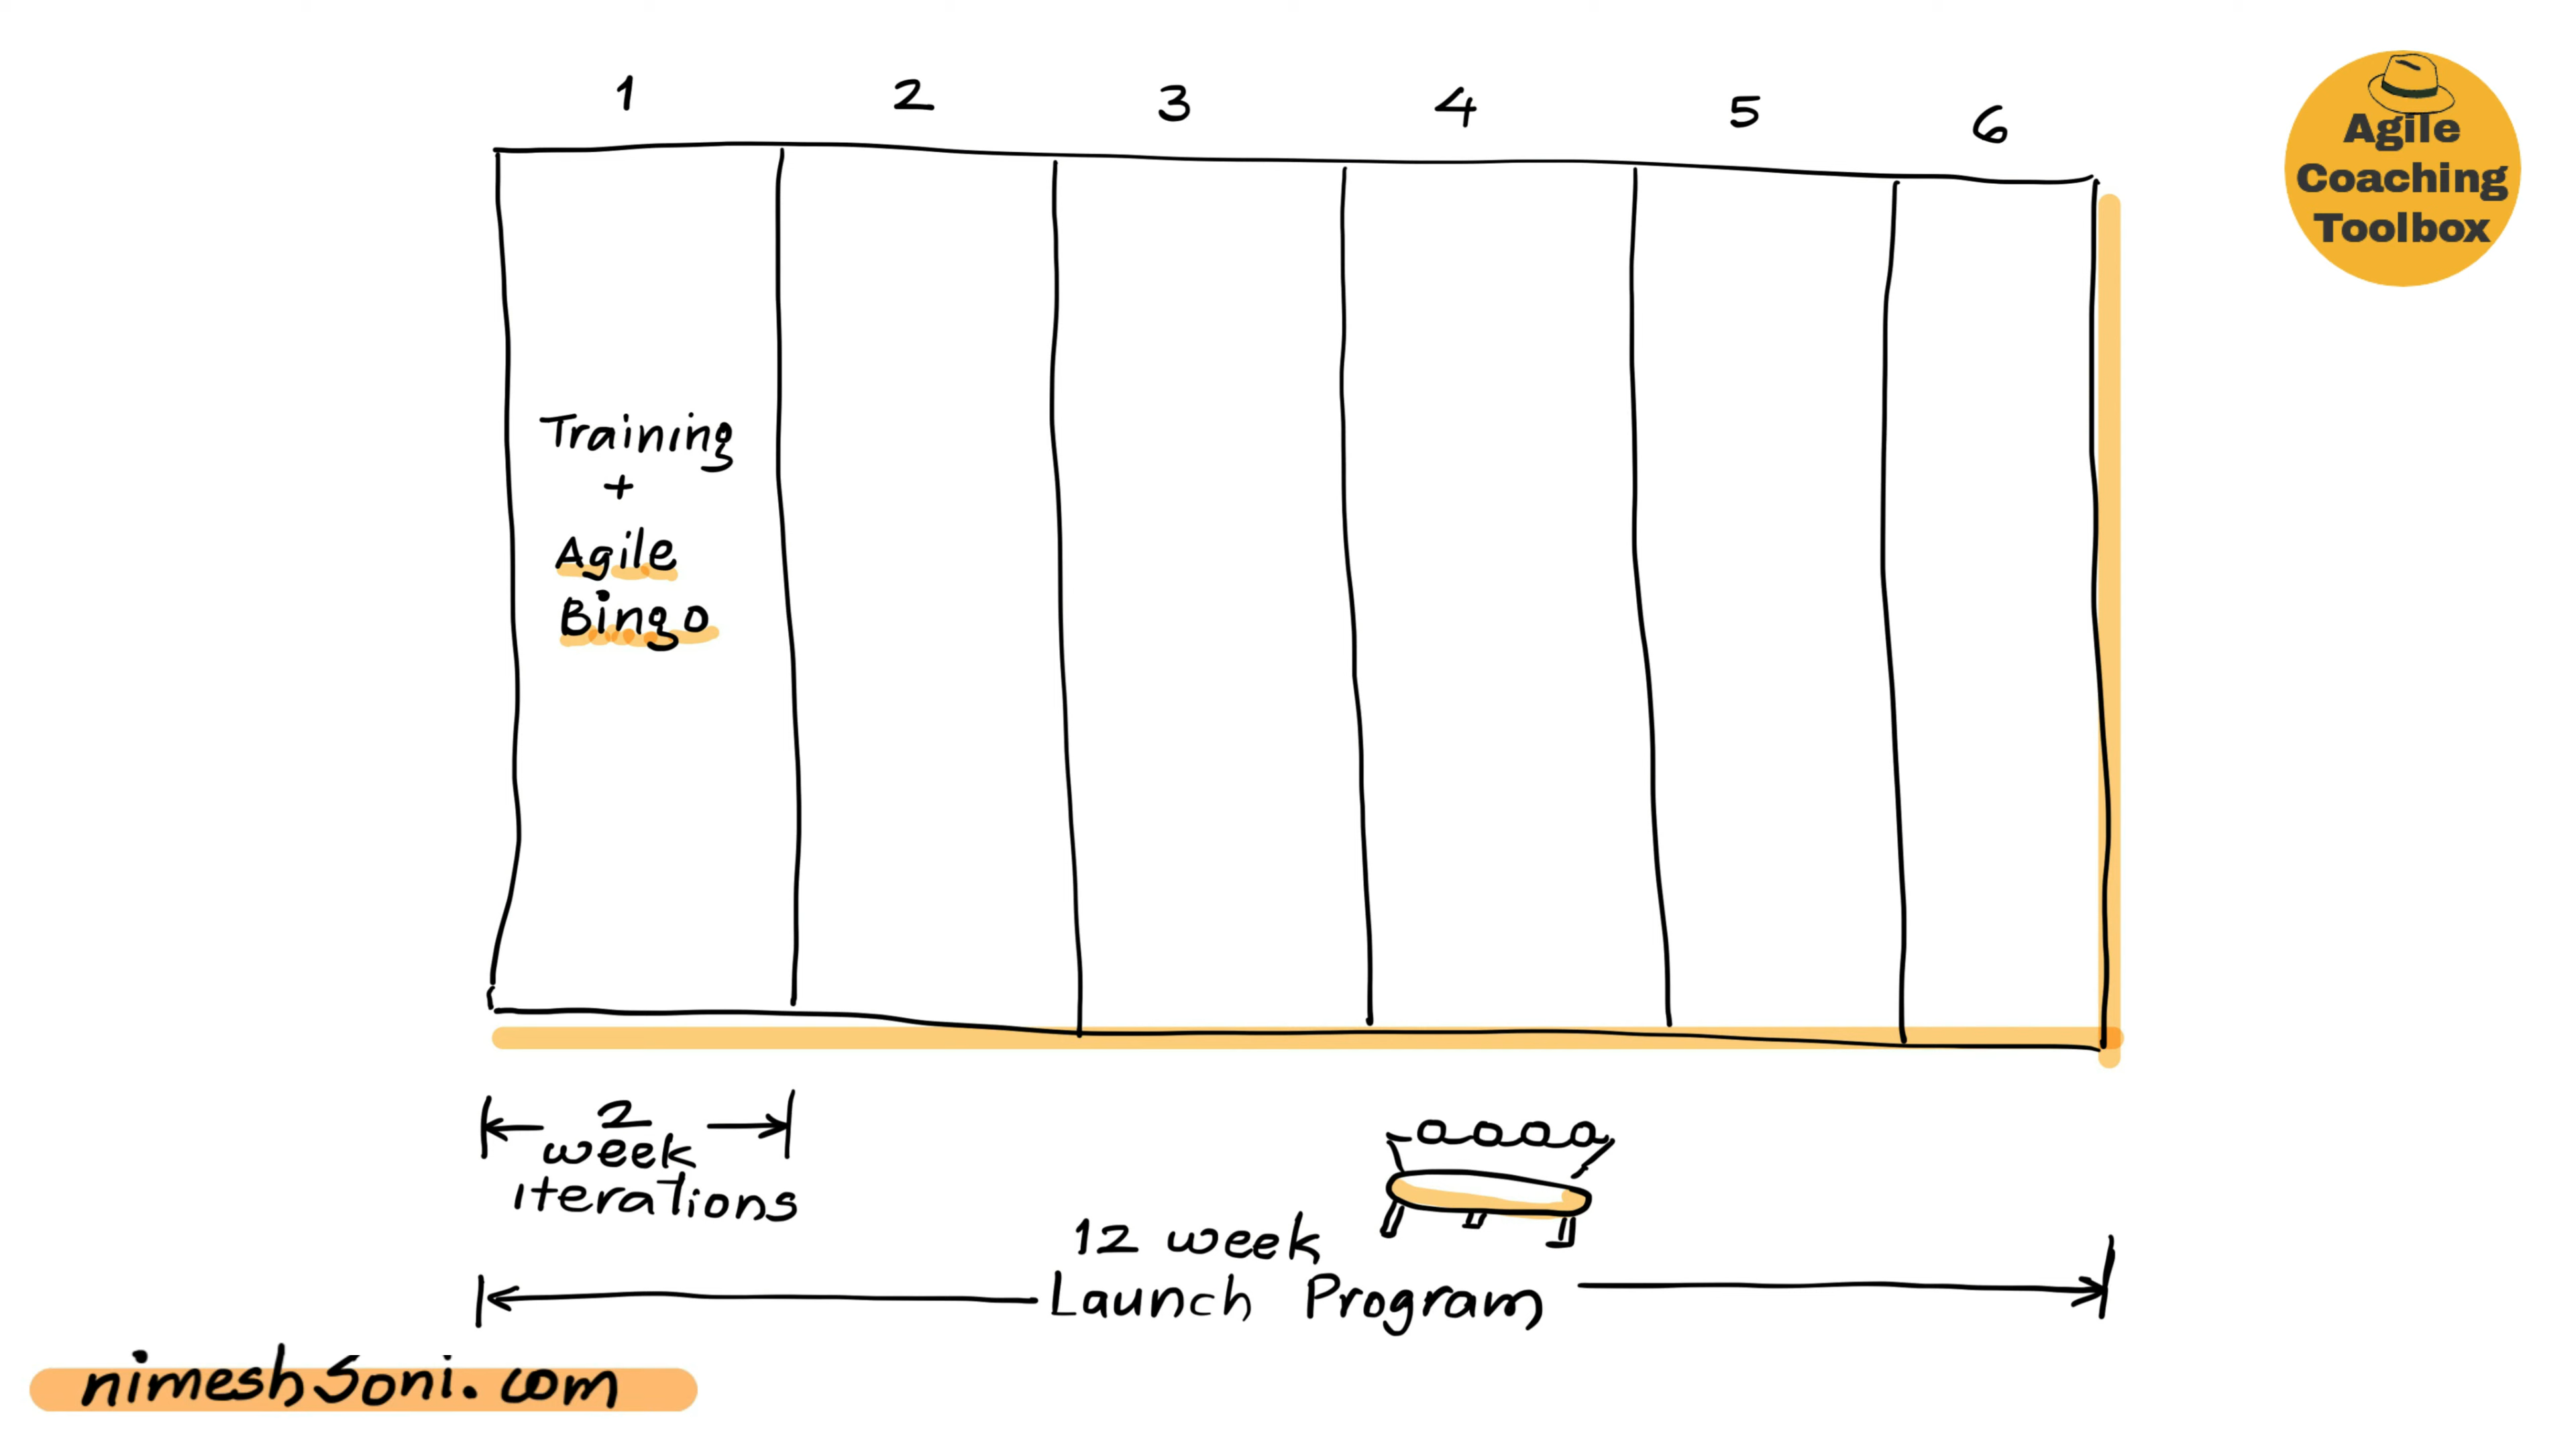 1 2 3 4 5 6
Agile
Coaching
Toolbox
Training
+
Agile
Bingo
2
week
iterations
12 week
Launch Program
nimeshSoni.com